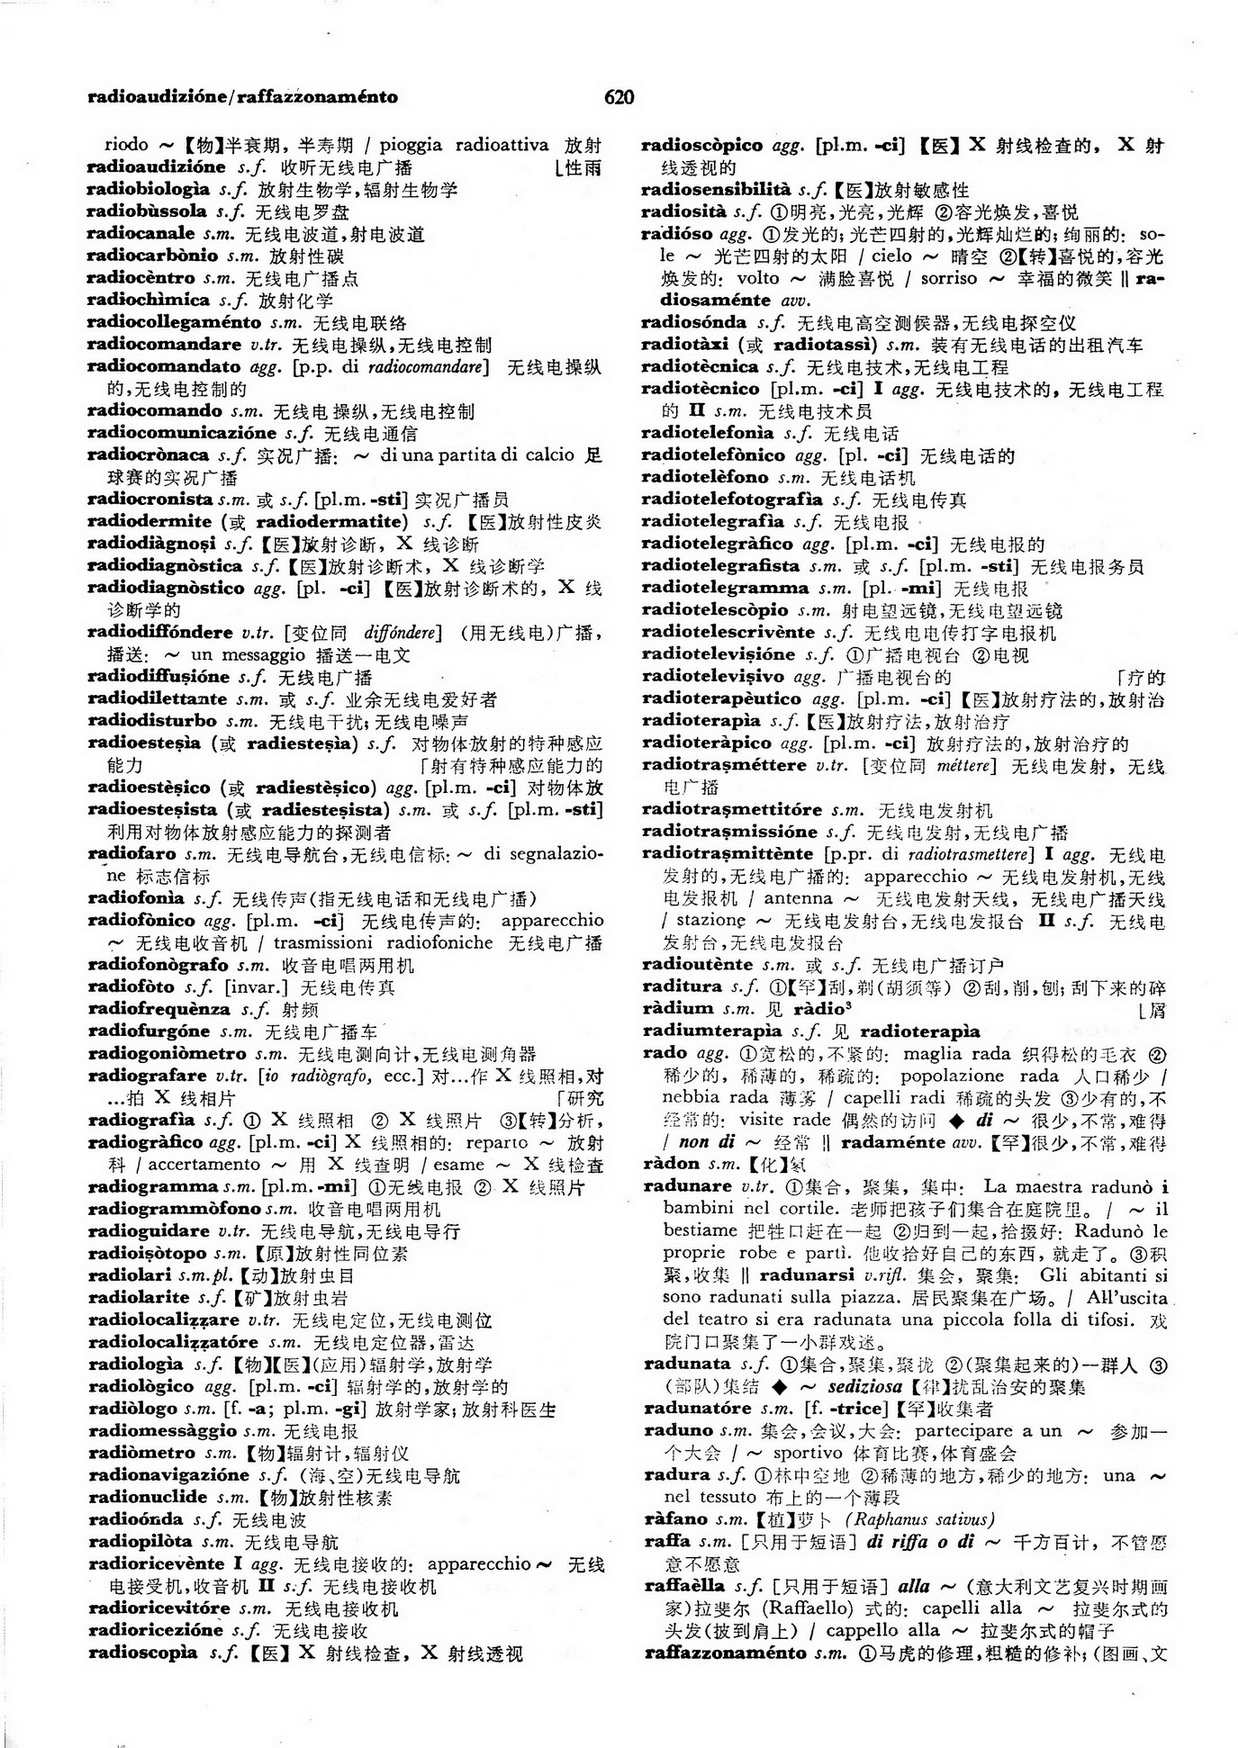 radioaudizióne/raffazzonaménto
620
riodo ~【物】半衰期，半寿期 / pioggia radioattiva 放射
radioaudizióne s.f. 收听无线电广播 ⌊性雨
radiobiologìa s.f. 放射生物学,辐射生物学
radiobùssola s.f. 无线电罗盘
radiocanale s.m. 无线电波道,射电波道
radiocarbònio s.m. 放射性碳
radiocèntro s.m. 无线电广播点
radiochìmica s.f. 放射化学
radiocollegaménto s.m. 无线电联络
radiocomandare v.tr. 无线电操纵,无线电控制
radiocomandato agg. [p.p. di radiocomandare] 无线电操纵
的,无线电控制的
radiocomando s.m. 无线电操纵,无线电控制
radiocomunicazióne s.f. 无线电通信
radiocrònaca s.f. 实况广播： ~ di una partita di calcio 足
球赛的实况广播
radiocronista s.m. 或 s.f. [pl.m. -sti] 实况广播员
radiodermite (或 radiodermatite) s.f. 【医】放射性皮炎
radiodiàgnosi s.f.【医】放射诊断， X 线诊断
radiodiagnòstica s.f.【医】放射诊断术， X 线诊断学
radiodiagnòstico agg. [pl. -ci] 【医】放射诊断术的， X 线
诊断学的
radiodiffóndere v.tr. [变位同 diffóndere] (用无线电)广播，
播送： ~ un messaggio 播送一电文
radiodiffusióne s.f. 无线电广播
radiodilettante s.m. 或 s.f. 业余无线电爱好者
radiodisturbo s.m. 无线电干扰；无线电噪声
radioestesìa (或 radiestesìa) s.f. 对物体放射的特种感应
能力 ⌈射有特种感应能力的
radioestèsico (或 radiestèsico) agg. [pl.m. -ci] 对物体放
radioestesista (或 radiestesista) s.m. 或 s.f. [pl.m. -sti]
利用对物体放射感应能力的探测者
radiofaro s.m. 无线电导航台,无线电信标：~ di segnalazio-
ne 标志信标
radiofonìa s.f. 无线传声(指无线电话和无线电广播)
radiofònico agg. [pl.m. -ci] 无线电传声的： apparecchio
~ 无线电收音机 / trasmissioni radiofoniche 无线电广播
radiofonògrafo s.m. 收音电唱两用机
radiofòto s.f. [invar.] 无线电传真
radiofrequènza s.f. 射频
radiofurgóne s.m. 无线电广播车
radiogoniòmetro s.m. 无线电测向计,无线电测角器
radiografare v.tr. [io radiògrafo, ecc.] 对…作 X 线照相,对
…拍 X 线相片 ⌈研究
radiografìa s.f. ① X 线照相 ② X 线照片 ③【转】分析，
radiogràfico agg. [pl.m. -ci] X 线照相的： reparto ~ 放射
科 / accertamento ~ 用 X 线查明 / esame ~ X 线检查
radiogramma s.m. [pl.m. -mi] ①无线电报 ② X 线照片
radiogrammòfono s.m. 收音电唱两用机
radioguidare v.tr. 无线电导航,无线电导行
radioisòtopo s.m.【原】放射性同位素
radiolari s.m.pl.【动】放射虫目
radiolarite s.f.【矿】放射虫岩
radiolocalizzare v.tr. 无线电定位,无线电测位
radiolocalizzatóre s.m. 无线电定位器,雷达
radiologìa s.f.【物】【医】(应用)辐射学,放射学
radiològico agg. [pl.m. -ci] 辐射学的,放射学的
radiòlogo s.m. [f. -a; pl.m. -gi] 放射学家；放射科医生
radiomessàggio s.m. 无线电报
radiòmetro s.m.【物】辐射计,辐射仪
radionavigazióne s.f. (海、空)无线电导航
radionuclide s.m.【物】放射性核素
radioónda s.f. 无线电波
radiopilòta s.m. 无线电导航
radioricevènte I agg. 无线电接收的： apparecchio ~ 无线
电接受机,收音机 II s.f. 无线电接收机
radioricevitóre s.m. 无线电接收机
radioricezióne s.f. 无线电接收
radioscopìa s.f.【医】 X 射线检查， X 射线透视
radioscòpico agg. [pl.m. -ci] 【医】 X 射线检查的， X 射
线透视的
radiosensibilità s.f.【医】放射敏感性
radiosità s.f. ①明亮,光亮,光辉 ②容光焕发,喜悦
radióso agg. ①发光的；光芒四射的,光辉灿烂的；绚丽的： so-
le ~ 光芒四射的太阳 / cielo ~ 晴空 ②【转】喜悦的,容光
焕发的： volto ~ 满脸喜悦 / sorriso ~ 幸福的微笑 ‖ ra-
diosaménte avv.
radiosónda s.f. 无线电高空测候器,无线电探空仪
radiotàxi (或 radiotassì) s.m. 装有无线电话的出租汽车
radiotècnica s.f. 无线电技术,无线电工程
radiotècnico [pl.m. -ci] I agg. 无线电技术的，无线电工程
的 II s.m. 无线电技术员
radiotelefonìa s.f. 无线电话
radiotelefònico agg. [pl. -ci] 无线电话的
radiotelèfono s.m. 无线电话机
radiotelefotografìa s.f. 无线电传真
radiotelegrafìa s.f. 无线电报
radiotelegràfico agg. [pl.m. -ci] 无线电报的
radiotelegrafista s.m. 或 s.f. [pl.m. -sti] 无线电报务员
radiotelegramma s.m. [pl. -mi] 无线电报
radiotelescòpio s.m. 射电望远镜,无线电望远镜
radiotelescrivènte s.f. 无线电电传打字电报机
radiotelevisióne s.f. ①广播电视台 ②电视
radiotelevisivo agg. 广播电视台的 ⌈疗的
radioterapèutico agg. [pl.m. -ci]【医】放射疗法的,放射治
radioterapìa s.f.【医】放射疗法,放射治疗
radioteràpico agg. [pl.m. -ci] 放射疗法的,放射治疗的
radiotrasméttere v.tr. [变位同 méttere] 无线电发射，无线
电广播
radiotrasmettitóre s.m. 无线电发射机
radiotrasmissióne s.f. 无线电发射,无线电广播
radiotrasmittènte [p.pr. di radiotrasmettere] I agg. 无线电
发射的,无线电广播的： apparecchio ~ 无线电发射机,无线
电发报机 / antenna ~ 无线电发射天线，无线电广播天线
/ stazione ~ 无线电发射台,无线电发报台 II s.f. 无线电
发射台,无线电发报台
radioutènte s.m. 或 s.f. 无线电广播订户
raditura s.f. ①【罕】刮,剃(胡须等) ②刮,削,刨；刮下来的碎
ràdium s.m. 见 ràdio³ ⌊屑
radiumterapìa s.f. 见 radioterapìa
rado agg. ①宽松的,不紧的： maglia rada 织得松的毛衣 ②
稀少的，稀薄的，稀疏的： popolazione rada 人口稀少 /
nebbia rada 薄雾 / capelli radi 稀疏的头发 ③少有的,不
经常的： visite rade 偶然的访问 ◆ di ~ 很少,不常,难得
/ non di ~ 经常 ‖ radaménte avv.【罕】很少,不常,难得
ràdon s.m.【化】氡
radunare v.tr. ①集合，聚集，集中： La maestra radunò i
bambini nel cortile. 老师把孩子们集合在庭院里。/ ~ il
bestiame 把牲口赶在一起 ②归到一起,拾掇好： Radunò le
proprie robe e partì. 他收拾好自己的东西，就走了。③积
聚,收集 ‖ radunarsi v.rifl. 集会，聚集： Gli abitanti si
sono radunati sulla piazza. 居民聚集在广场。/ All'uscita
del teatro si era radunata una piccola folla di tifosi. 戏
院门口聚集了一小群戏迷。
radunata s.f. ①集合,聚集,聚拢 ②(聚集起来的)一群人 ③
(部队)集结 ◆ ~ sediziosa【律】扰乱治安的聚集
radunatóre s.m. [f. -trice]【罕】收集者
raduno s.m. 集会,会议,大会： partecipare a un ~ 参加一
个大会 / ~ sportivo 体育比赛,体育盛会
radura s.f. ①林中空地 ②稀薄的地方,稀少的地方： una ~
nel tessuto 布上的一个薄段
ràfano s.m.【植】萝卜 (Raphanus sativus)
raffa s.m. [只用于短语] di riffa o di ~ 千方百计，不管愿
意不愿意
raffaèlla s.f. [只用于短语] alla ~ (意大利文艺复兴时期画
家)拉斐尔 (Raffaello) 式的： capelli alla ~ 拉斐尔式的
头发(披到肩上) / cappello alla ~ 拉斐尔式的帽子
raffazzonaménto s.m. ①马虎的修理,粗糙的修补；(图画、文